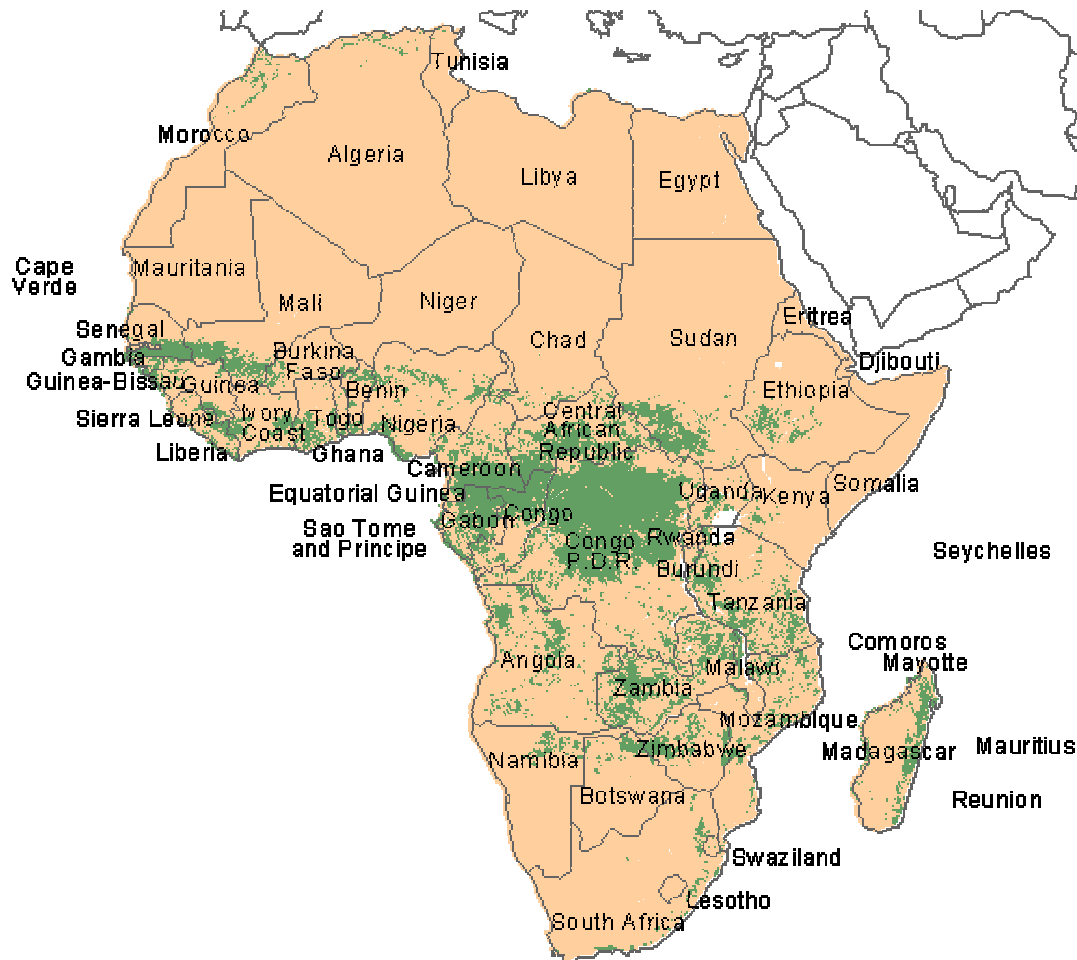 Tunisia
Morocco
Algeria
Libya
Egypt
Cape
Verde
Mauritania
Mali
Niger
Chad
Sudan
Eritrea
Senegal
Gambia
Burkina
Faso
Djibouti
Guinea-Bissau
Guinea
Benin
Ethiopia
Sierra Leone
Ivory
Coast
Togo
Nigeria
Central
African
Republic
Liberia
Ghana
Cameroon
Equatorial Guinea
Uganda
Kenya
Somalia
Gabon
Congo
Sao Tome
and Principe
Congo
P.D.R.
Rwanda
Seychelles
Burundi
Tanzania
Comoros
Mayotte
Angola
Malawi
Zambia
Mozambique
Madagascar
Mauritius
Namibia
Zimbabwe
Botswana
Reunion
Swaziland
Lesotho
South Africa